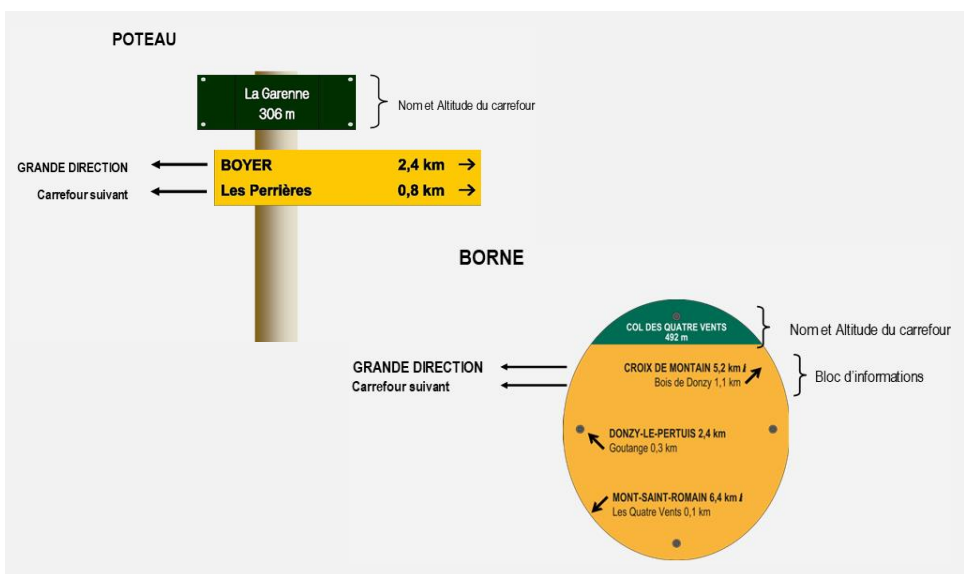 POTEAU
La Garenne
306 m
Nom et Altitude du carrefour
GRANDE DIRECTION
BOYER 2,4 km →
Carrefour suivant
Les Perrières 0,8 km →
BORNE
COL DES QUATRE VENTS
492 m
Nom et Altitude du carrefour
GRANDE DIRECTION
Carrefour suivant
CROIX DE MONTAIN 5,2 km i
Bois de Donzy 1,1 km
Bloc d'informations
DONZY-LE-PERTUIS 2,4 km
Goutange 0,3 km
MONT-SAINT-ROMAIN 6,4 km i
Les Quatre Vents 0,1 km